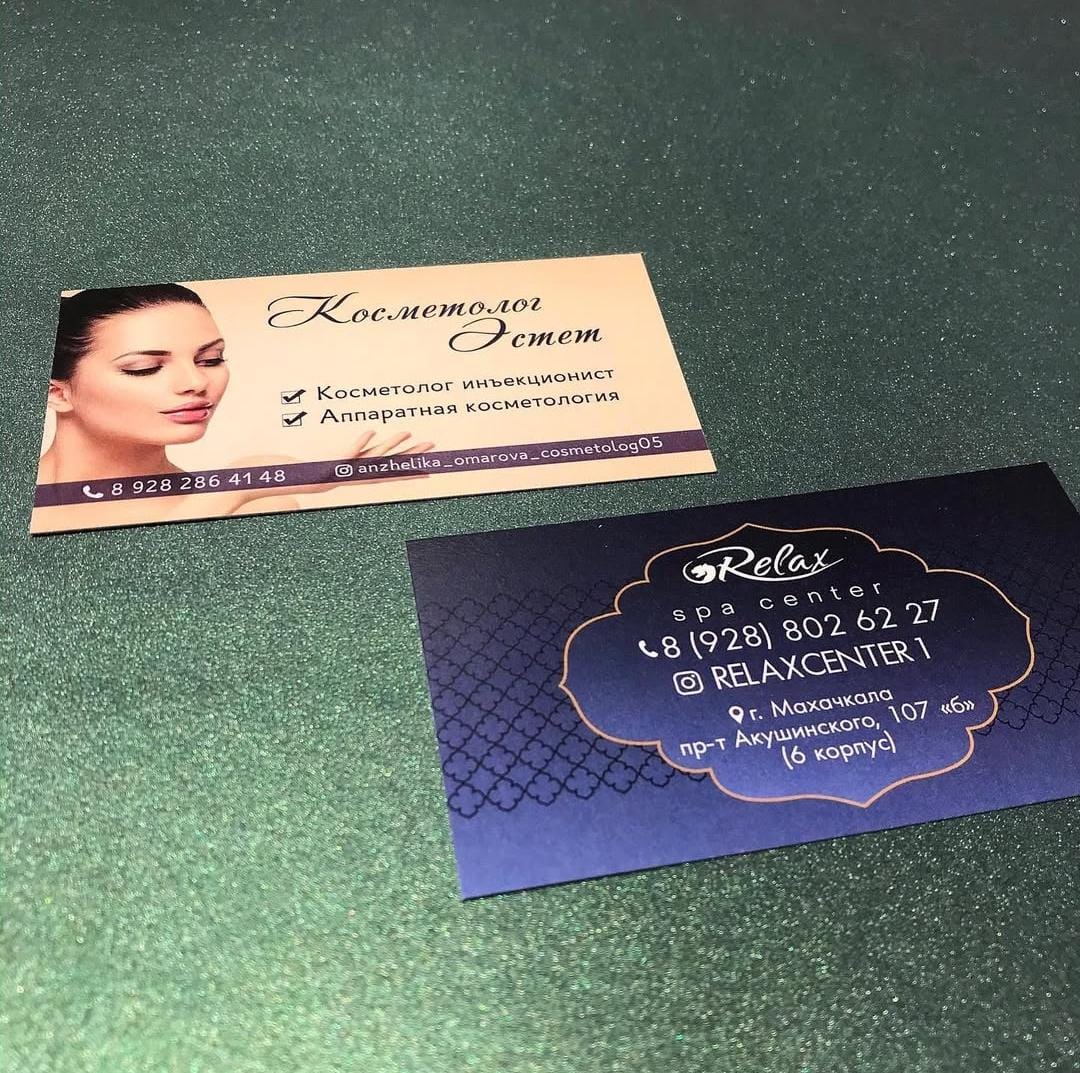 Косметолог
Эстет
Косметолог инъекционист
Аппаратная косметология
8 928 286 41 48
anzhelika_omarova_cosmetolog05
Relax
spa center
8 (928) 802 62 27
RELAXCENTER1
г. Махачкала
пр-т Акушинского, 107 «б»
(6 корпус)